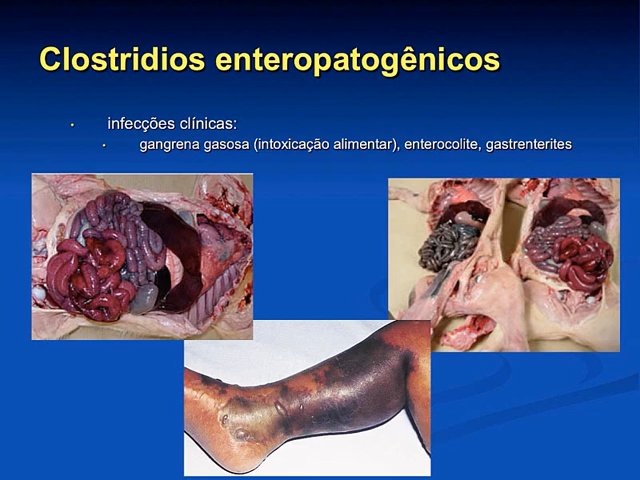 Clostridios enteropatogênicos
infecções clínicas:
gangrena gasosa (intoxicação alimentar), enterocolite, gastrenterites